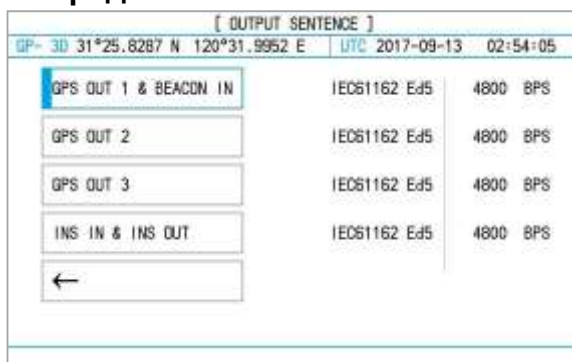 [ OUTPUT SENTENCE ]
GP- 3D 31°25.8287 N 120°31.9952 E UTC 2017-09-13 02:54:05
GPS OUT 1 & BEACON IN IEC61162 Ed5 4800 BPS
GPS OUT 2 IEC61162 Ed5 4800 BPS
GPS OUT 3 IEC61162 Ed5 4800 BPS
INS IN & INS OUT IEC61162 Ed5 4800 BPS
←